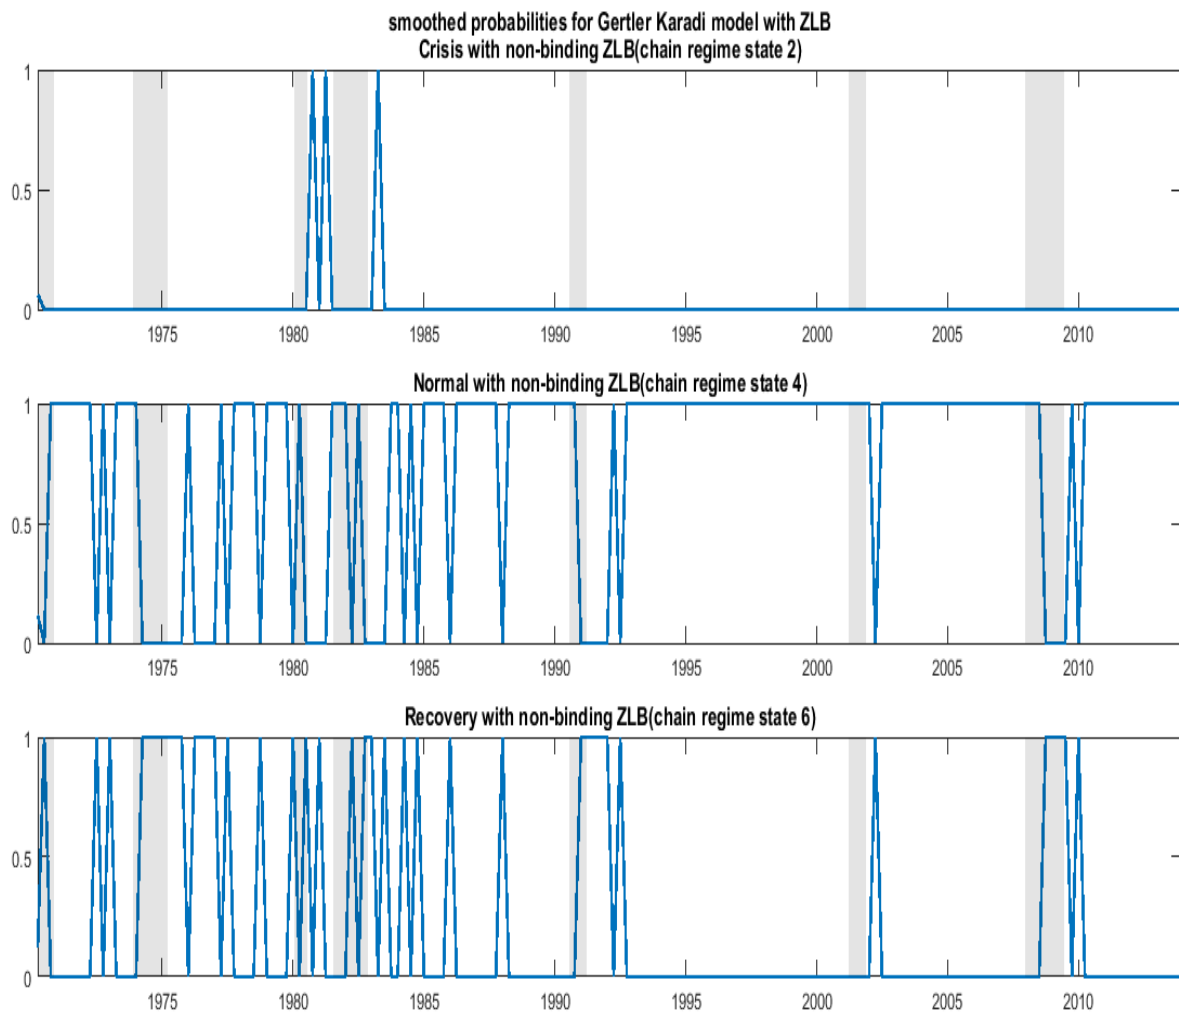 smoothed probabilities for Gertler Karadi model with ZLB
Crisis with non-binding ZLB(chain regime state 2)
1
0.5
0
1975 1980 1985 1990 1995 2000 2005 2010
Normal with non-binding ZLB(chain regime state 4)
1
0.5
0
1975 1980 1985 1990 1995 2000 2005 2010
Recovery with non-binding ZLB(chain regime state 6)
1
0.5
0
1975 1980 1985 1990 1995 2000 2005 2010